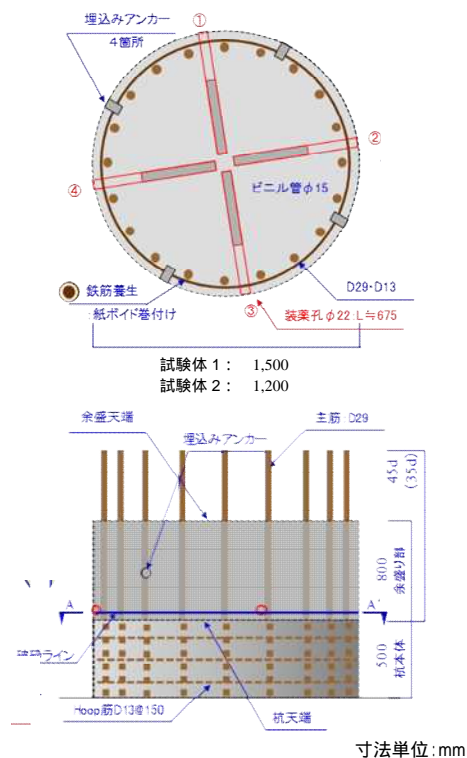 埋込みアンカー
4箇所
①
②
③
④
ビニル管φ15
鉄筋養生
:紙ボイド巻付け
D29・D13
装薬孔φ22 L≒675
試験体1: 1,500
試験体2: 1,200
余盛天端
埋込みアンカー
主筋:D29
45d
(35d)
800
余盛り部
A
A'
ライン
500
杭本体
Hoop筋D13@150
杭天端
寸法単位:mm